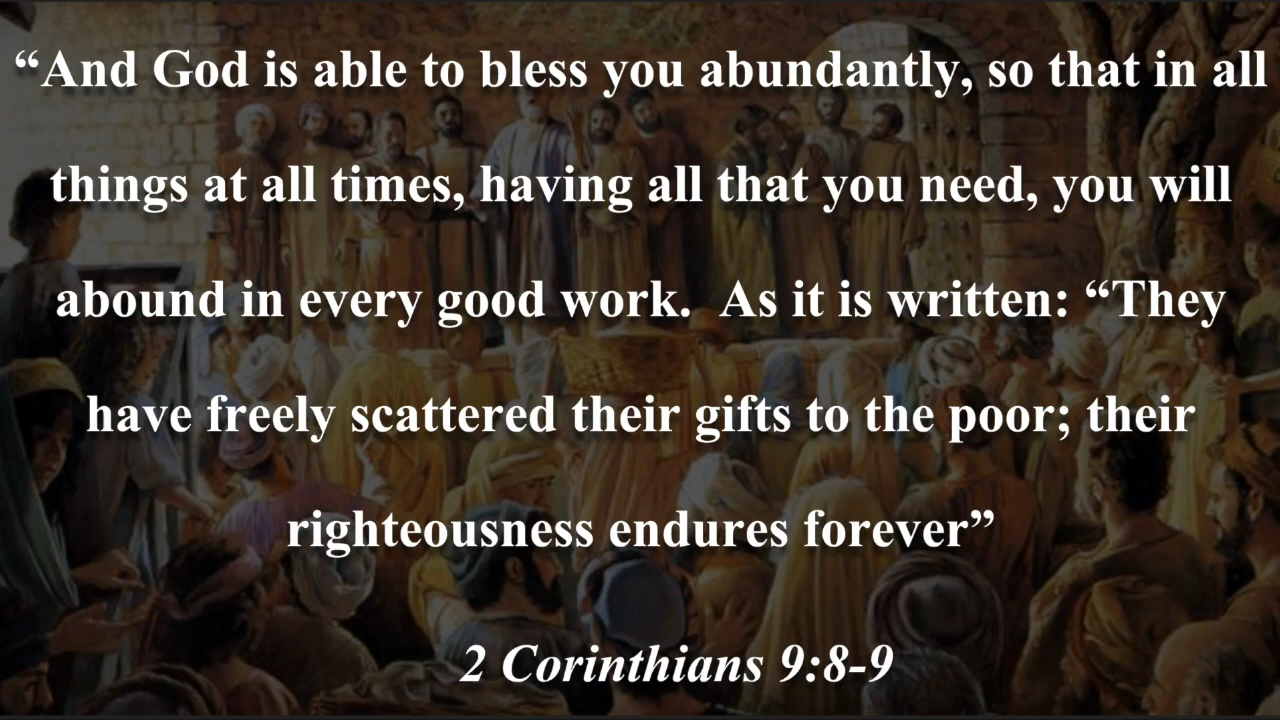 “And God is able to bless you abundantly, so that in all
things at all times, having all that you need, you will
abound in every good work.  As it is written: “They
have freely scattered their gifts to the poor; their
righteousness endures forever”
2 Corinthians 9:8-9